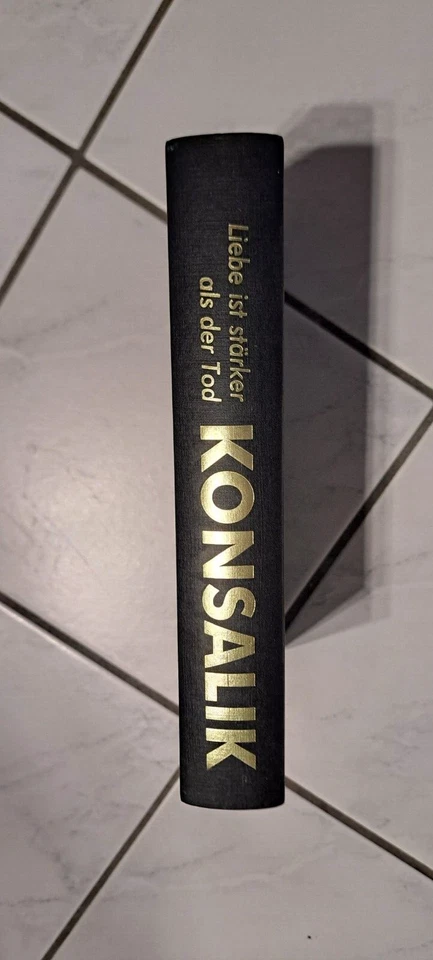 Liebe ist stärker
als der Tod
KONSALIK